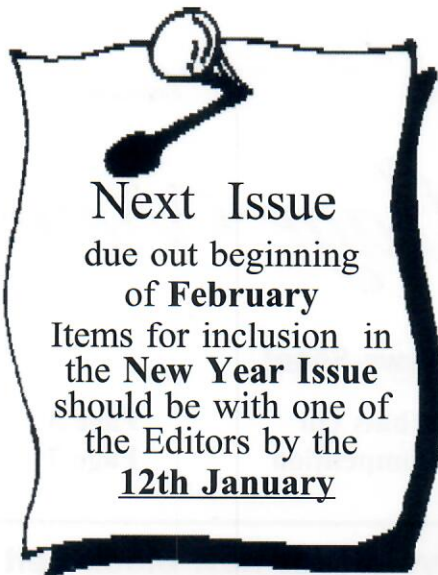 Next Issue
due out beginning
of February
Items for inclusion in
the New Year Issue
should be with one of
the Editors by the
12th January